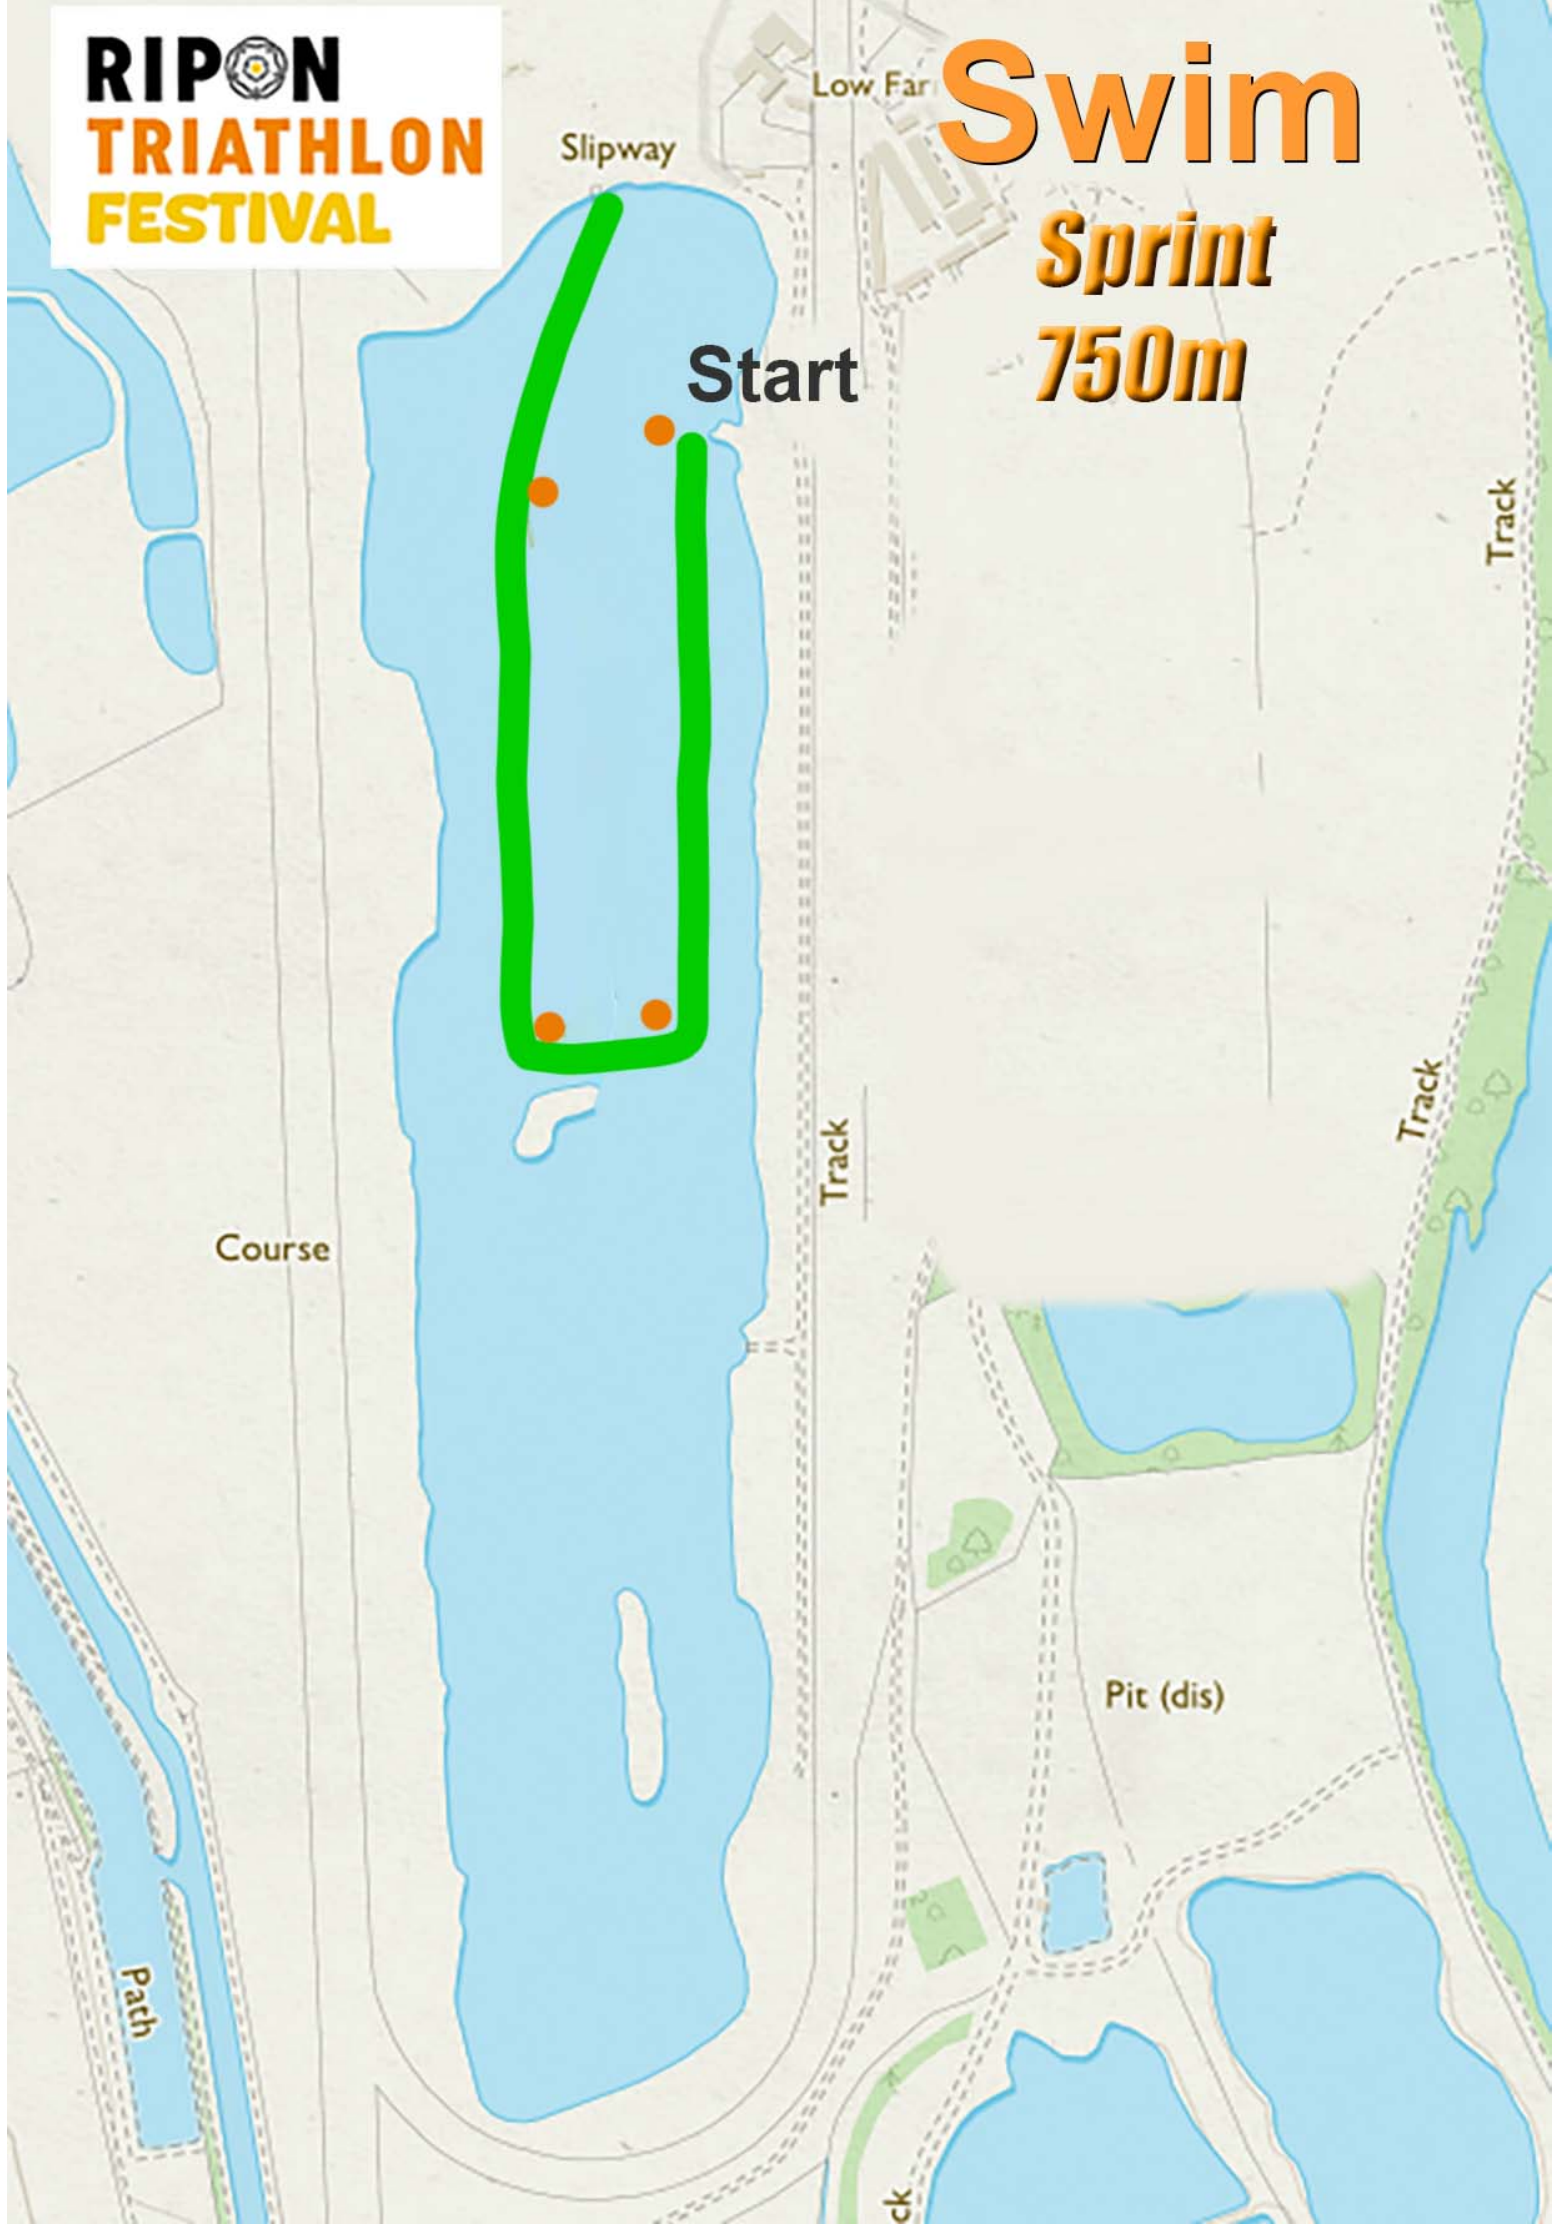 RIPON
TRIATHLON
FESTIVAL
Low Far
Swim
Slipway
Sprint
750m
Start
Track
Track
Track
Course
Pit (dis)
Path
ck